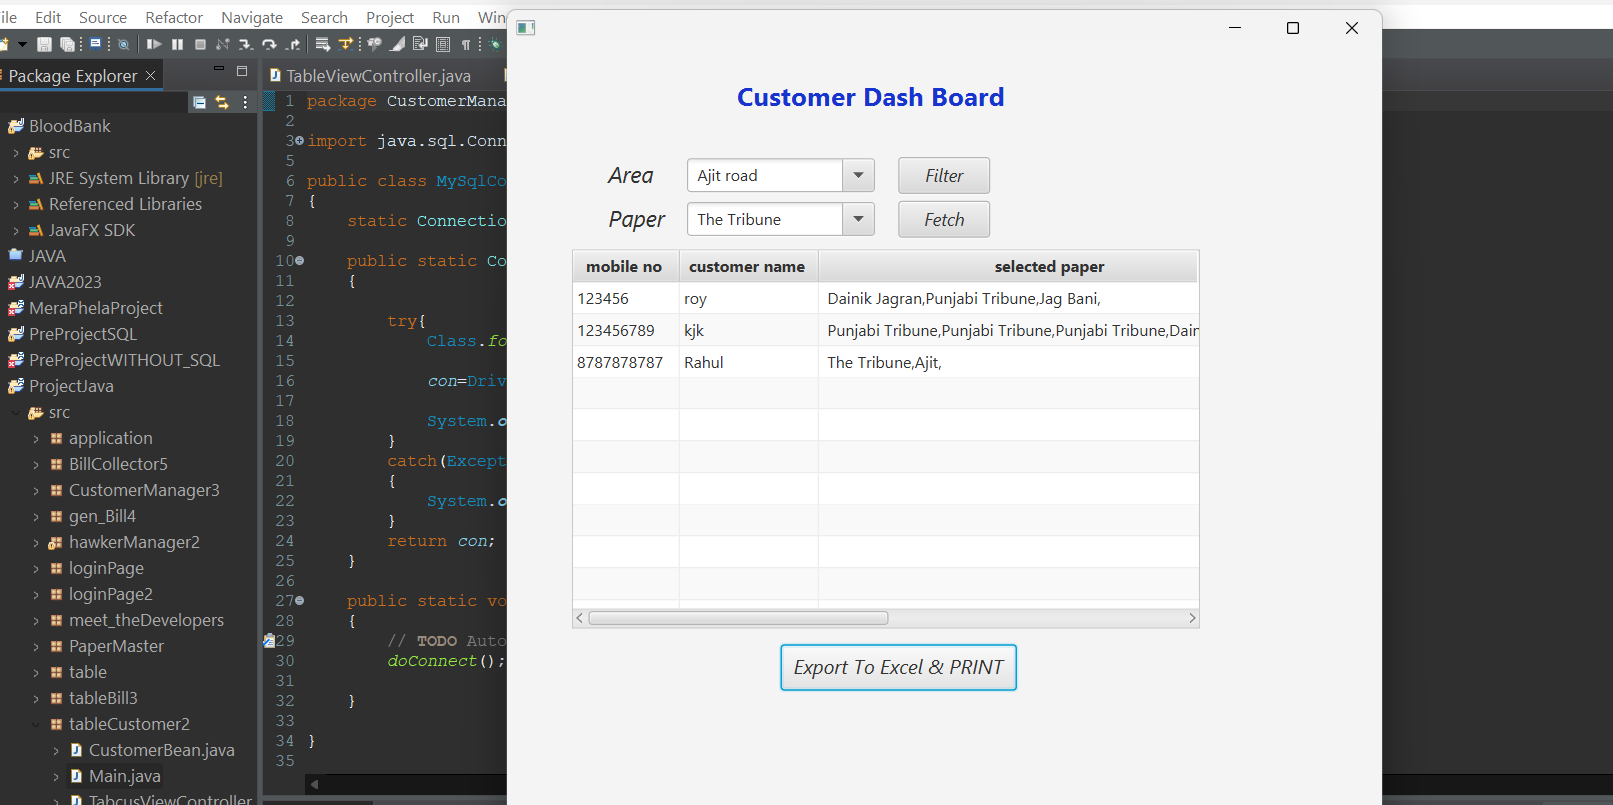 ile Edit Source Refactor Navigate Search Project Run Win
Package Explorer
BloodBank
src
JRE System Library [jre]
Referenced Libraries
JavaFX SDK
JAVA
JAVA2023
MeraPhelaProject
PreProjectSQL
PreProjectWITHOUT_SQL
ProjectJava
src
application
BillCollector5
CustomerManager3
gen_Bill4
hawkerManager2
loginPage
loginPage2
meet_theDevelopers
PaperMaster
table
tableBill3
tableCustomer2
CustomerBean.java
Main.java
TabcusViewController
TableViewController.java
1 package CustomerMana
2
3 import java.sql.Conn
5
6 public class MySqlCo
7 {
8 static Connectio
9
10 public static Co
11 {
12
13 try{
14 Class.fo
15
16 con=Driv
17
18 System.o
19 }
20 catch(Except
21 {
22 System.o
23 }
24 return con;
25 }
26
27 public static vo
28 {
29 // TODO Auto
30 doConnect();
31
32 }
33
34 }
35
Customer Dash Board
Area Ajit road Filter
Paper The Tribune Fetch
mobile no customer name selected paper
123456 roy Dainik Jagran,Punjabi Tribune,Jag Bani,
123456789 kjk Punjabi Tribune,Punjabi Tribune,Punjabi Tribune,Dain
8787878787 Rahul The Tribune,Ajit,
Export To Excel & PRINT